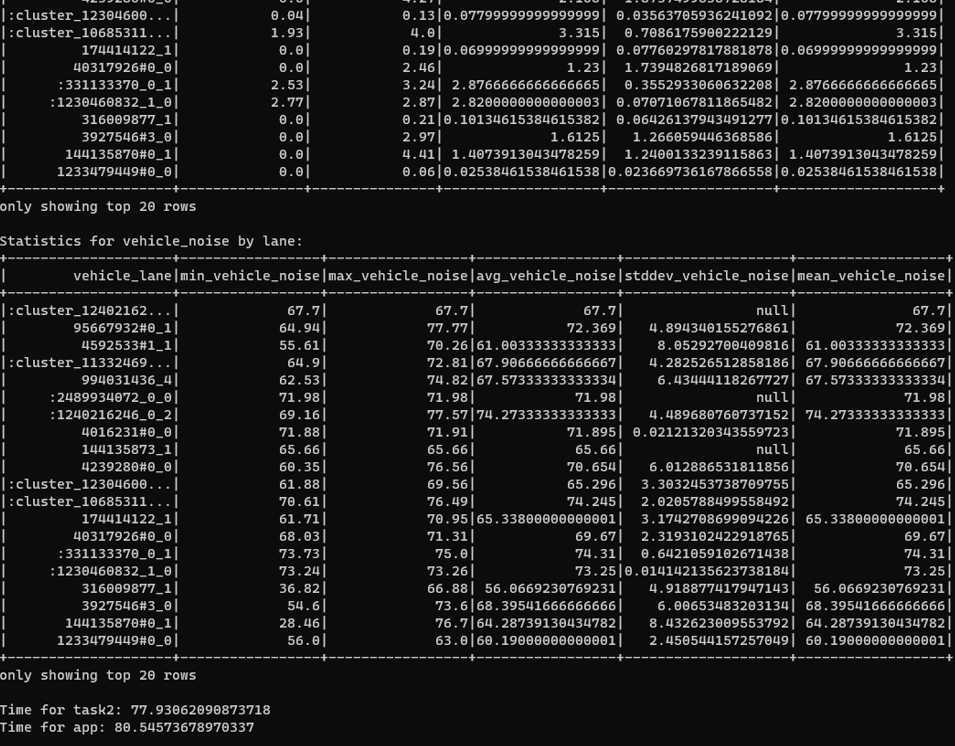 |:cluster_12304600...| 0.04| 0.13|0.07799999999999999| 0.03563705936241092|0.07799999999999999|
|:cluster_10685311...| 1.93| 4.0| 3.315| 0.7086175900222129| 3.315|
| 174414122_1| 0.0| 0.19|0.06999999999999999| 0.07760297817881878|0.06999999999999999|
| 40317926#0_0| 0.0| 2.46| 1.23| 1.7394826817189069| 1.23|
| :331133370_0_1| 2.53| 3.24| 2.8766666666666665| 0.3552933060632208| 2.8766666666666665|
| :1230460832_1_0| 2.77| 2.87| 2.8200000000000003| 0.07071067811865482| 2.8200000000000003|
| 316009877_1| 0.0| 0.21|0.10134615384615382| 0.06426137943491277|0.10134615384615382|
| 3927546#3_0| 0.0| 2.97| 1.6125| 1.266059446368586| 1.6125|
| 144135870#0_1| 0.0| 4.41| 1.4073913043478259| 1.2400133239115863| 1.4073913043478259|
| 1233479449#0_0| 0.0| 0.06|0.02538461538461538|0.023669736167866558|0.02538461538461538|
+--------------------+------------------+------------------+-------------------+--------------------+-------------------+
only showing top 20 rows
Statistics for vehicle_noise by lane:
+--------------------+-----------------+-----------------+-----------------+--------------------+------------------+
| vehicle_lane|min_vehicle_noise|max_vehicle_noise|avg_vehicle_noise|stddev_vehicle_noise|mean_vehicle_noise|
+--------------------+-----------------+-----------------+-----------------+--------------------+------------------+
|:cluster_12402162...| 67.7| 67.7| 67.7| null| 67.7|
| 95667932#0_1| 64.94| 77.77| 72.369| 4.894340155276861| 72.369|
| 4592533#1_1| 55.61| 70.26|61.00333333333333| 8.05292700409816| 61.00333333333333|
|:cluster_11332469...| 64.9| 72.81|67.90666666666667| 4.282526512858186| 67.90666666666667|
| 994031436_4| 62.53| 74.82|67.57333333333334| 6.43444118267727| 67.57333333333334|
| :2489934072_0_0| 71.98| 71.98| 71.98| null| 71.98|
| :1240216246_0_2| 69.16| 77.57|74.27333333333333| 4.489680760737152| 74.27333333333333|
| 4016231#0_0| 71.88| 71.91| 71.895| 0.02121320343559723| 71.895|
| 144135873_1| 65.66| 65.66| 65.66| null| 65.66|
| 4239280#0_0| 60.35| 76.56| 70.654| 6.012886531811856| 70.654|
|:cluster_12304600...| 61.88| 69.56| 65.296| 3.3032453738709755| 65.296|
|:cluster_10685311...| 70.61| 76.49| 74.245| 2.0205788499558492| 74.245|
| 174414122_1| 61.71| 70.95|65.33800000000001| 3.1742708699094226| 65.33800000000001|
| 40317926#0_0| 68.03| 71.31| 69.67| 2.3193102422918765| 69.67|
| :331133370_0_1| 73.73| 75.0| 74.31| 0.6421059102671438| 74.31|
| :1230460832_1_0| 73.24| 73.26| 73.25|0.014142135623738184| 73.25|
| 316009877_1| 36.82| 66.88| 56.0669230769231| 4.918877417947143| 56.0669230769231|
| 3927546#3_0| 54.6| 73.6|68.39541666666666| 6.00653483203134| 68.39541666666666|
| 144135870#0_1| 28.46| 76.7|64.28739130434782| 8.432623009553792| 64.28739130434782|
| 1233479449#0_0| 56.0| 63.0|60.19000000000001| 2.450544157257049| 60.19000000000001|
+--------------------+-----------------+-----------------+-----------------+--------------------+------------------+
only showing top 20 rows
Time for task2: 77.93062090873718
Time for app: 80.54573678970337